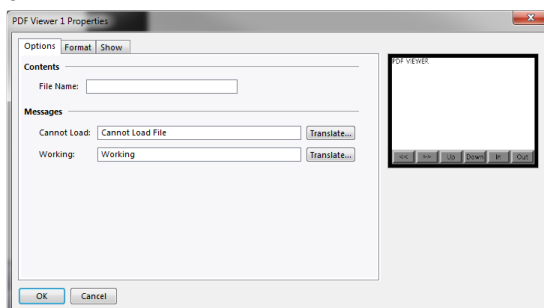 PDF Viewer 1 Properties
Options Format Show
Contents
File Name:
Messages
Cannot Load: Cannot Load File Translate...
Working: Working Translate...
PDF VIEWER
<< >> Up Down In Out
OK Cancel